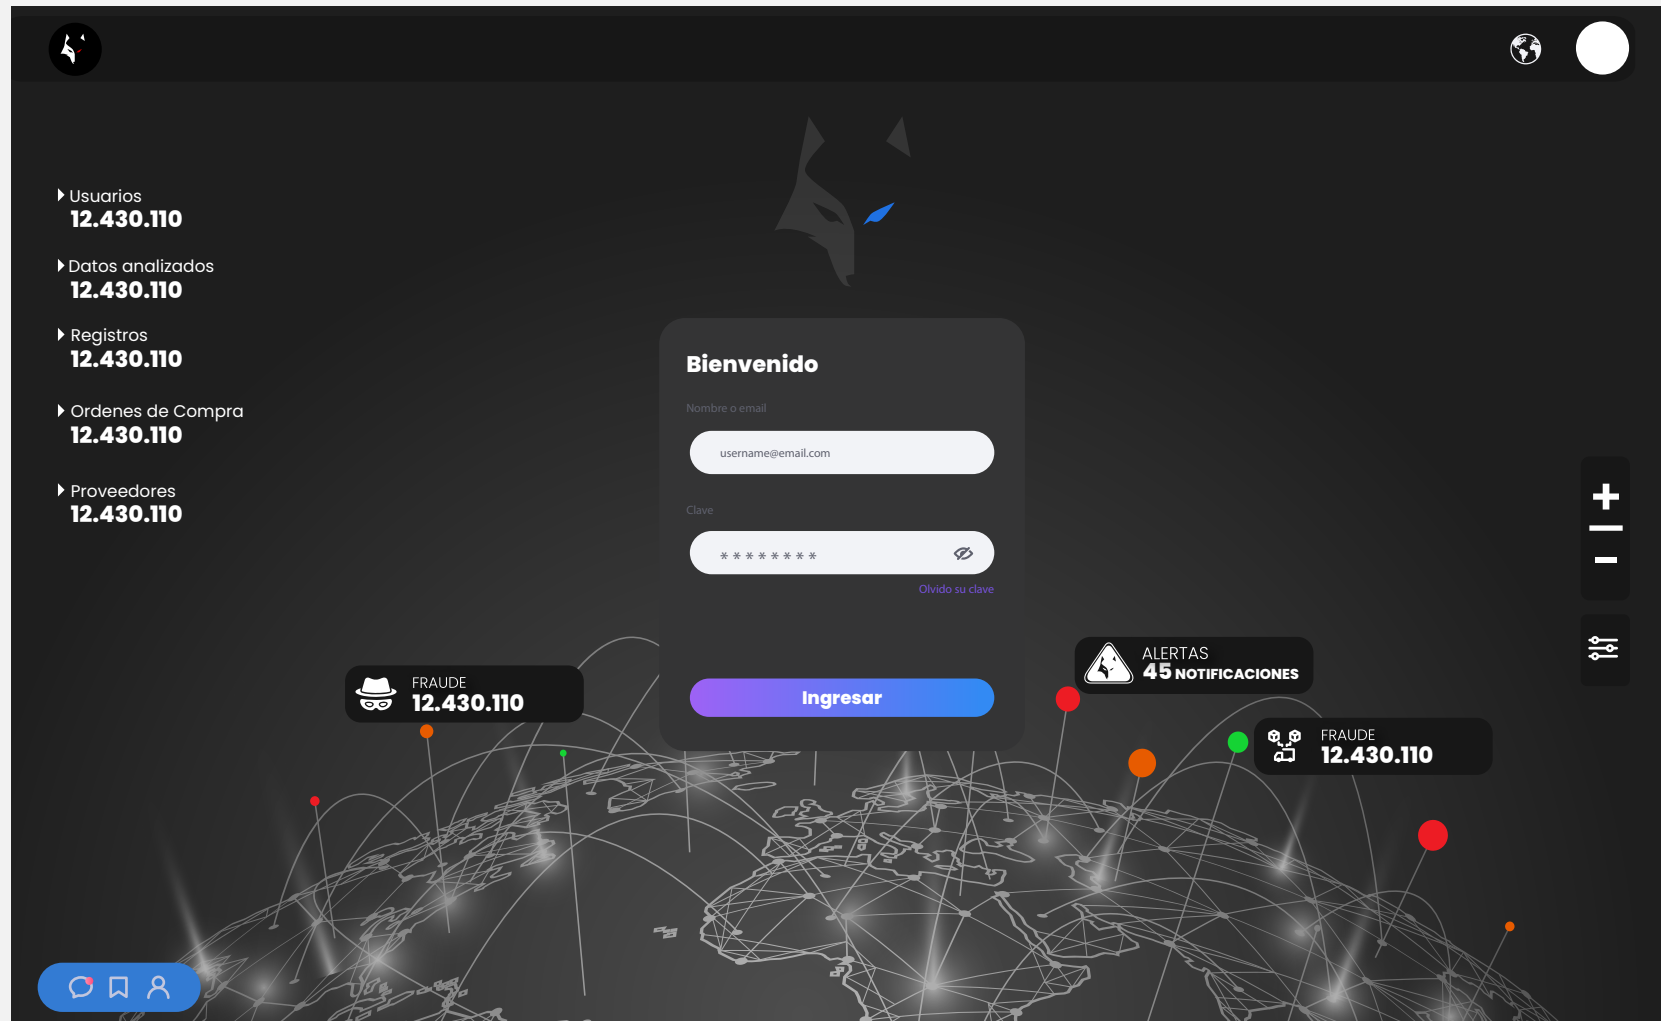 Usuarios
12.430.110
Datos analizados
12.430.110
Registros
12.430.110
Ordenes de Compra
12.430.110
Proveedores
12.430.110
Bienvenido
Nombre o email
username@email.com
Clave
********
Olvido su clave
Ingresar
FRAUDE
12.430.110
ALERTAS
45 NOTIFICACIONES
FRAUDE
12.430.110